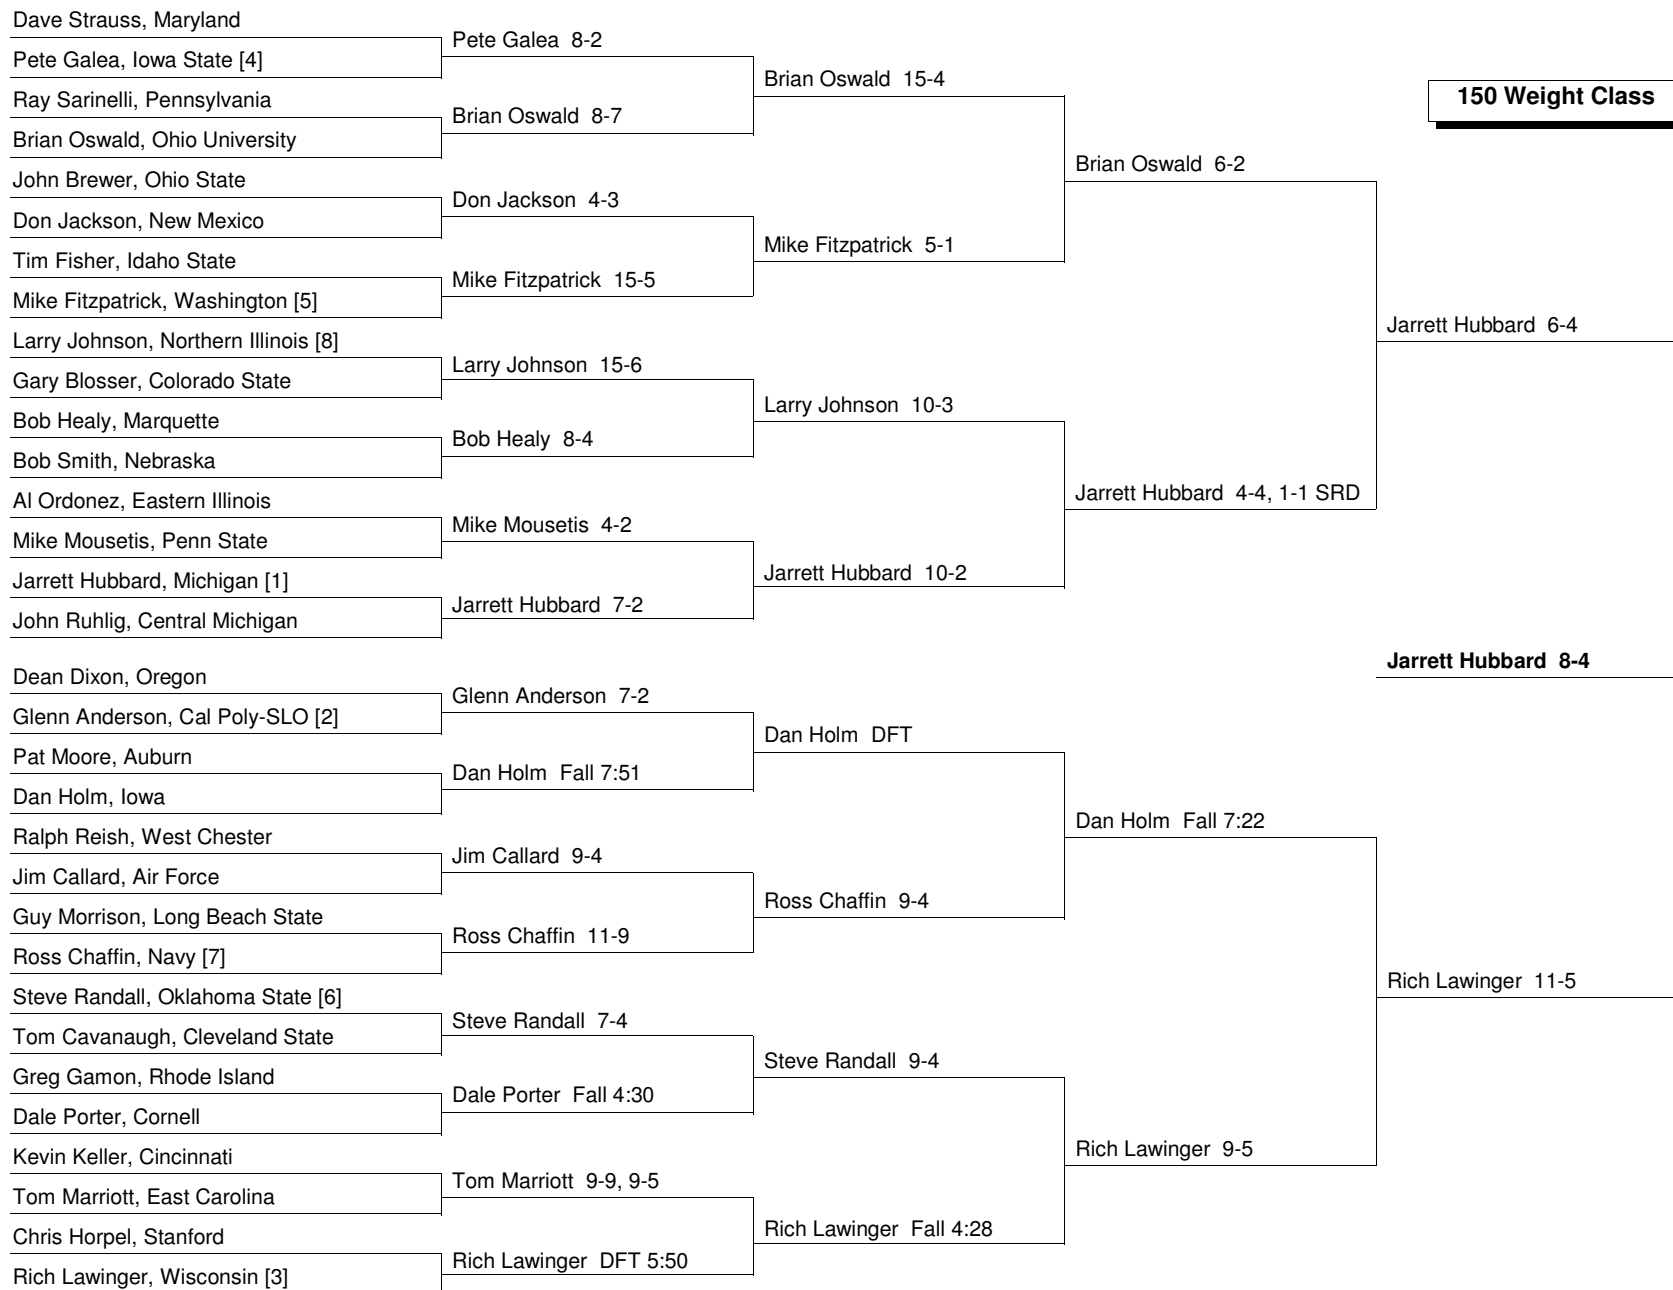 150 Weight Class
Dave Strauss, Maryland
Pete Galea, Iowa State [4]
Ray Sarinelli, Pennsylvania
Brian Oswald, Ohio University
John Brewer, Ohio State
Don Jackson, New Mexico
Tim Fisher, Idaho State
Mike Fitzpatrick, Washington [5]
Larry Johnson, Northern Illinois [8]
Gary Blosser, Colorado State
Bob Healy, Marquette
Bob Smith, Nebraska
Al Ordonez, Eastern Illinois
Mike Mousetis, Penn State
Jarrett Hubbard, Michigan [1]
John Ruhlig, Central Michigan
Dean Dixon, Oregon
Glenn Anderson, Cal Poly-SLO [2]
Pat Moore, Auburn
Dan Holm, Iowa
Ralph Reish, West Chester
Jim Callard, Air Force
Guy Morrison, Long Beach State
Ross Chaffin, Navy [7]
Steve Randall, Oklahoma State [6]
Tom Cavanaugh, Cleveland State
Greg Gamon, Rhode Island
Dale Porter, Cornell
Kevin Keller, Cincinnati
Tom Marriott, East Carolina
Chris Horpel, Stanford
Rich Lawinger, Wisconsin [3]
Pete Galea 8-2
Brian Oswald 8-7
Don Jackson 4-3
Mike Fitzpatrick 15-5
Larry Johnson 15-6
Bob Healy 8-4
Mike Mousetis 4-2
Jarrett Hubbard 7-2
Glenn Anderson 7-2
Dan Holm Fall 7:51
Jim Callard 9-4
Ross Chaffin 11-9
Steve Randall 7-4
Dale Porter Fall 4:30
Tom Marriott 9-9, 9-5
Rich Lawinger DFT 5:50
Brian Oswald 15-4
Mike Fitzpatrick 5-1
Larry Johnson 10-3
Jarrett Hubbard 10-2
Dan Holm DFT
Ross Chaffin 9-4
Steve Randall 9-4
Rich Lawinger Fall 4:28
Brian Oswald 6-2
Jarrett Hubbard 4-4, 1-1 SRD
Dan Holm Fall 7:22
Rich Lawinger 9-5
Jarrett Hubbard 6-4
Jarrett Hubbard 8-4
Rich Lawinger 11-5